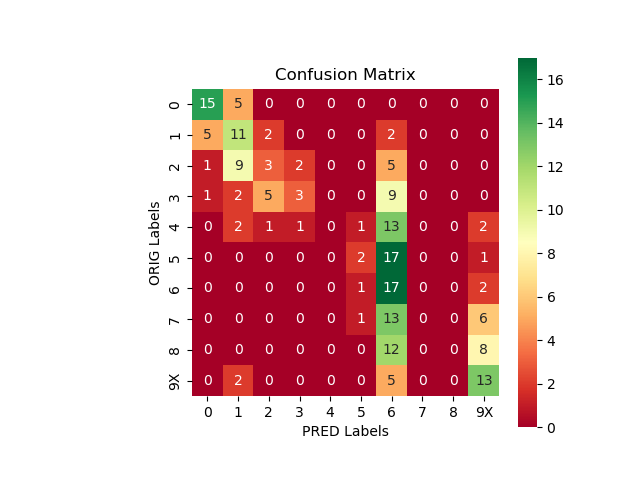 Confusion Matrix
ORIG Labels
0 15 5 0 0 0 0 0 0 0 0
1 5 11 2 0 0 0 2 0 0 0
2 1 9 3 2 0 0 5 0 0 0
3 1 2 5 3 0 0 9 0 0 0
4 0 2 1 1 0 1 13 0 0 2
5 0 0 0 0 0 2 17 0 0 1
6 0 0 0 0 0 1 17 0 0 2
7 0 0 0 0 0 1 13 0 0 6
8 0 0 0 0 0 0 12 0 0 8
9X 0 2 0 0 0 0 5 0 0 13
0 1 2 3 4 5 6 7 8 9X
PRED Labels
16
14
12
10
8
6
4
2
0